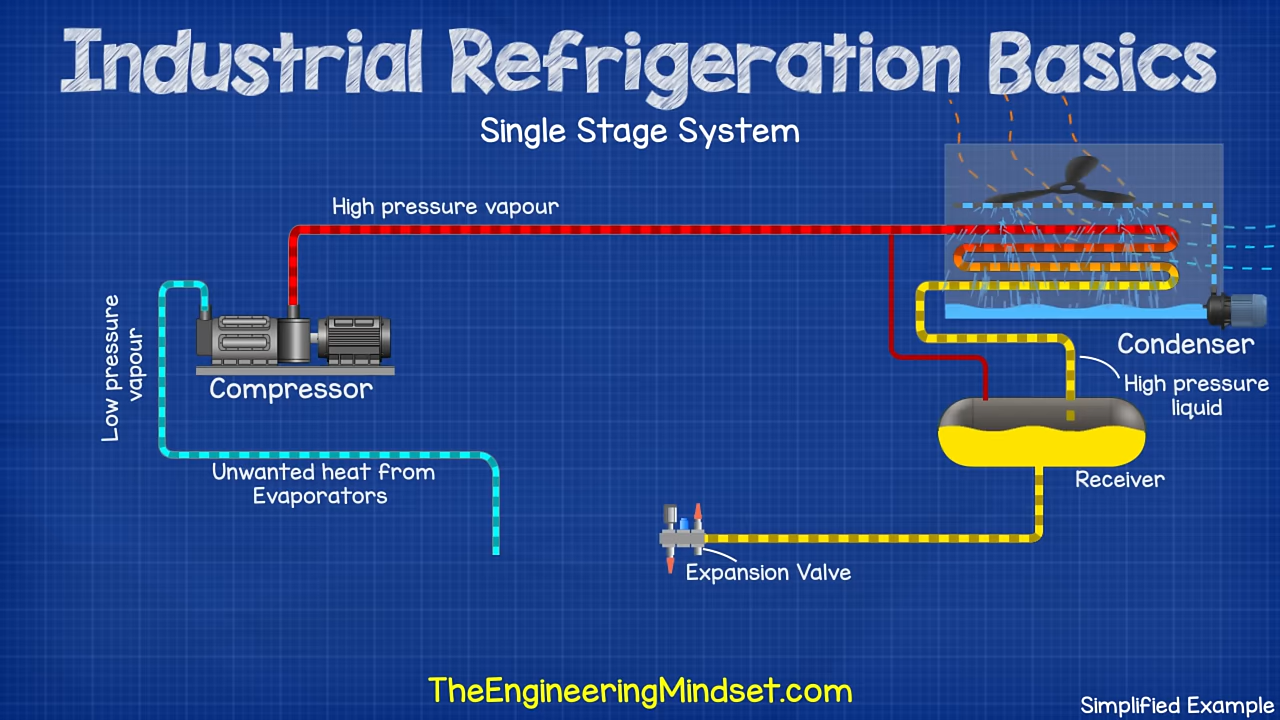 Industrial Refrigeration Basics
Single Stage System
High pressure vapour
Low pressure
vapour
Compressor
Unwanted heat from
Evaporators
Condenser
High pressure
liquid
Receiver
Expansion Valve
TheEngineeringMindset.com
Simplified Example